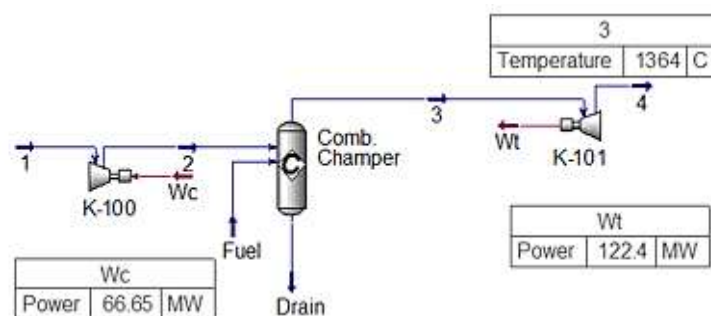 3
Temperature 1364 C
1
2
3
4
C
Comb.
Champer
Wt
K-101
Wc
K-100
Fuel
Wt
Power 122.4 MW
Wc
Power 66.65 MW
Drain